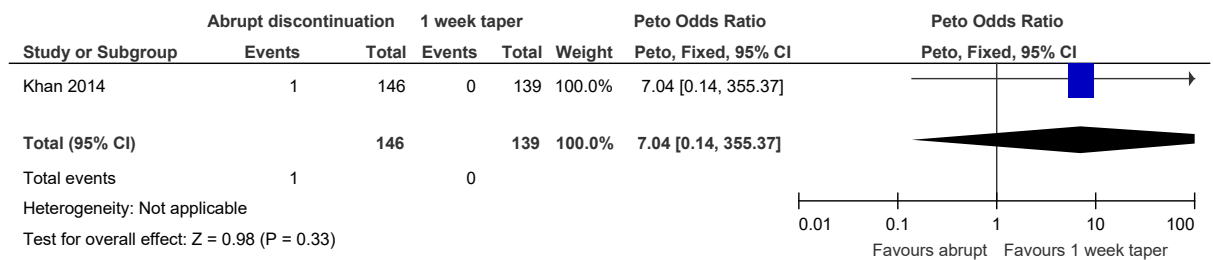 Abrupt discontinuation 1 week taper Peto Odds Ratio Peto Odds Ratio
Study or Subgroup Events Total Events Total Weight Peto, Fixed, 95% CI Peto, Fixed, 95% CI
Khan 2014 1 146 0 139 100.0% 7.04 [0.14, 355.37]
Total (95% CI) 146 139 100.0% 7.04 [0.14, 355.37]
Total events 1 0
Heterogeneity: Not applicable
Test for overall effect: Z = 0.98 (P = 0.33)
0.01 0.1 1 10 100
Favours abrupt Favours 1 week taper